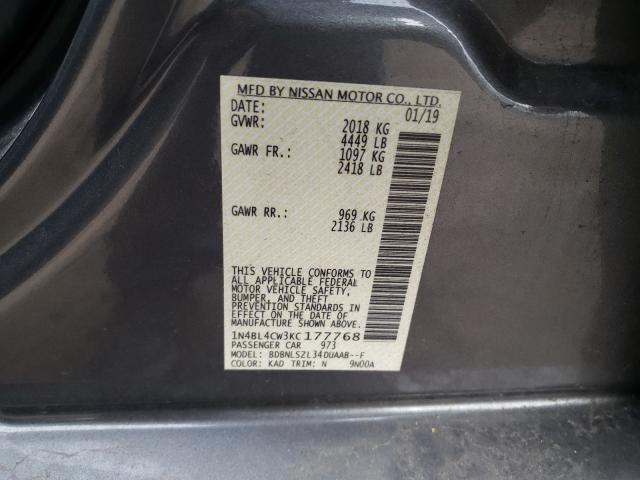 MFD BY NISSAN MOTOR CO., LTD.
DATE: 01/19
GVWR: 2018 KG
4449 LB
GAWR FR.: 1097 KG
2418 LB
GAWR RR.: 969 KG
2136 LB
THIS VEHICLE CONFORMS TO
ALL APPLICABLE FEDERAL
MOTOR VEHICLE SAFETY,
BUMPER, AND THEFT
PREVENTION STANDARDS IN
EFFECT ON THE DATE OF
MANUFACTURE SHOWN ABOVE.
1N4BL4CW3KC177768
PASSENGER CAR 973
MODEL: BDBNLS2L34DUAAB--F
COLOR: KAD TRIM: N 9N00A